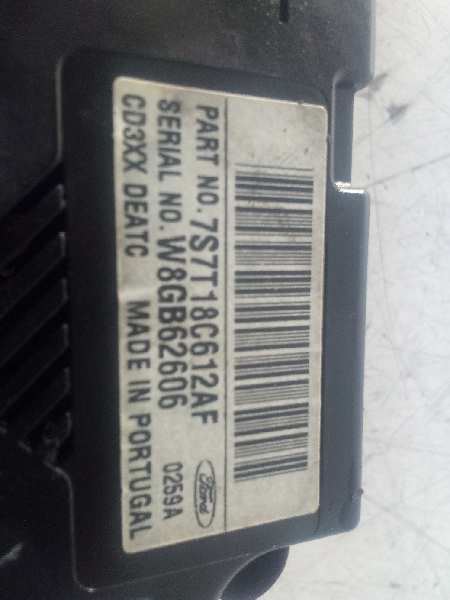 PART NO. 7S7T18C612AF
SERIAL NO. W8GB62606
CD3XX DEATC MADE IN PORTUGAL
0259A
Ford